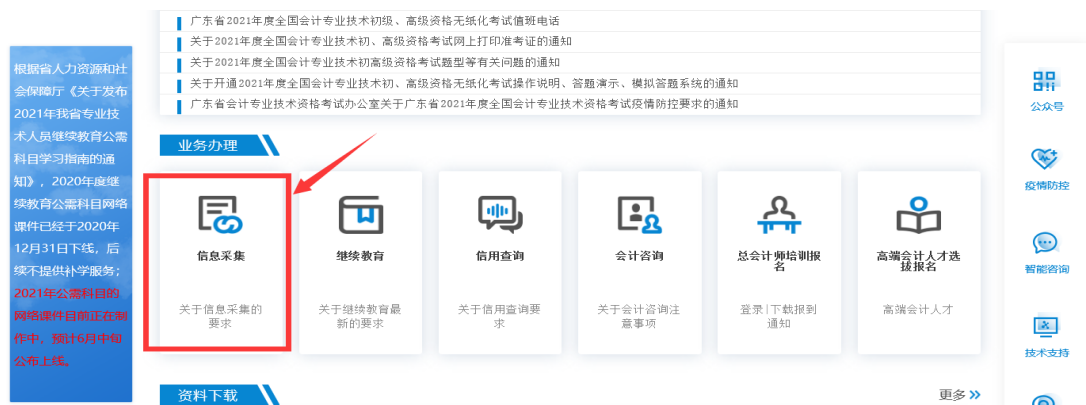 广东省2021年度全国会计专业技术初级、高级资格无纸化考试值班电话
关于2021年度全国会计专业技术初、高级资格考试网上打印准考证的通知
关于2021年度全国会计专业技术初高级资格考试题型等有关问题的通知
关于开通2021年度全国会计专业技术初、高级资格无纸化考试操作说明、答题演示、模拟答题系统的通知
广东省会计专业技术资格考试办公室关于广东省2021年度全国会计专业技术资格考试疫情防控要求的通知
根据省人力资源和社
会保障厅《关于发布
2021年我省专业技
术人员继续教育公需
科目学习指南的通
知》，2020年度继
续教育公需科目网络
课件已经于2020年
12月31日下线，后
续不提供补学服务；
2021年公需科目的
网络课件目前正在制
作中，预计6月中旬
公布上线。
业务办理
信息采集
关于信息采集的
要求
继续教育
关于继续教育最
新的要求
信用查询
关于信用查询要
求
会计咨询
关于会计咨询注
意事项
总会计师培训报
名
登录|下载报到
通知
高端会计人才选
拔报名
高端会计人才
资料下载
更多
公众号
疫情防控
智能咨询
技术支持